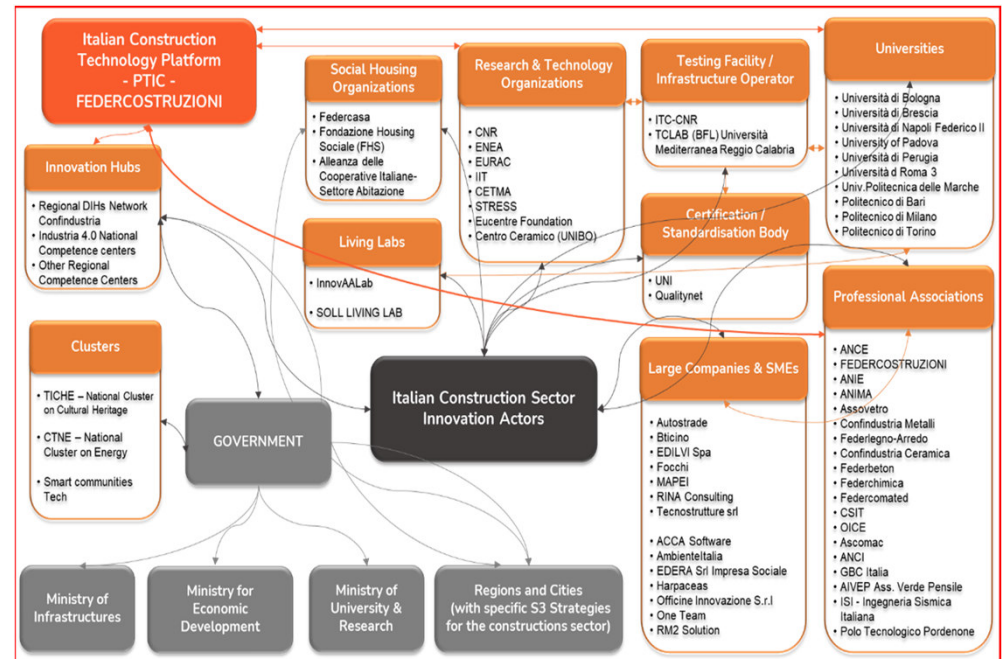 Italian Construction
Technology Platform
- PTIC -
FEDERCOSTRUZIONI
Social Housing
Organizations
• Federcasa
• Fondazione Housing
Sociale (FHS)
• Alleanza delle
Cooperative Italiane-
Settore Abitazione
Research & Technology
Organizations
• CNR
• ENEA
• EURAC
• IIT
• CETMA
• STRESS
• Eucentre Foundation
• Centro Ceramico (UNIBO)
Testing Facility /
Infrastructure Operator
• ITC-CNR
• TCLAB (BFL) Università
Mediterranea Reggio Calabria
Universities
• Università di Bologna
• Università di Brescia
• Università di Napoli Federico II
• University of Padova
• Università di Perugia
• Università d Roma 3
• Univ.Politecnica delle Marche
• Politecnico di Bari
• Politecnico di Milano
• Politecnico di Torino
Innovation Hubs
• Regional DIHs Network
Confindustria
• Industria 4.0 National
Competence centers
• Other Regional
Competence Centers
Living Labs
• InnovAALab
• SOLL LIVING LAB
Certification /
Standardisation Body
• UNI
• Qualitynet
Professional Associations
• ANCE
• FEDERCOSTRUZIONI
• ANIE
• ANIMA
• Assovetro
• Confindustria Metalli
• Federlegno-Arredo
• Confindustria Ceramica
• Federbeton
• Federchimica
• Federcomated
• CSIT
• OICE
• Ascomac
• ANCI
• GBC Italia
• AIVEP Ass. Verde Pensile
• ISI - Ingegneria Sismica
Italiana
• Polo Tecnologico Pordenone
Clusters
• TICHE – National Cluster
on Cultural Heritage
• CTNE – National
Cluster on Energy
• Smart communities
Tech
GOVERNMENT
Italian Construction Sector
Innovation Actors
Large Companies & SMEs
• Autostrade
• Bticino
• EDILVI Spa
• Focchi
• MAPEI
• RINA Consulting
• Tecnostrutture srl
• ACCA Software
• AmbienteItalia
• EDERA Srl Impresa Sociale
• Harpaceas
• Officine Innovazione S.r.l
• One Team
• RM2 Solution
Ministry of
Infrastructures
Ministry for
Economic
Development
Ministry of
University &
Research
Regions and Cities
(with specific S3 Strategies
for the constructions sector)